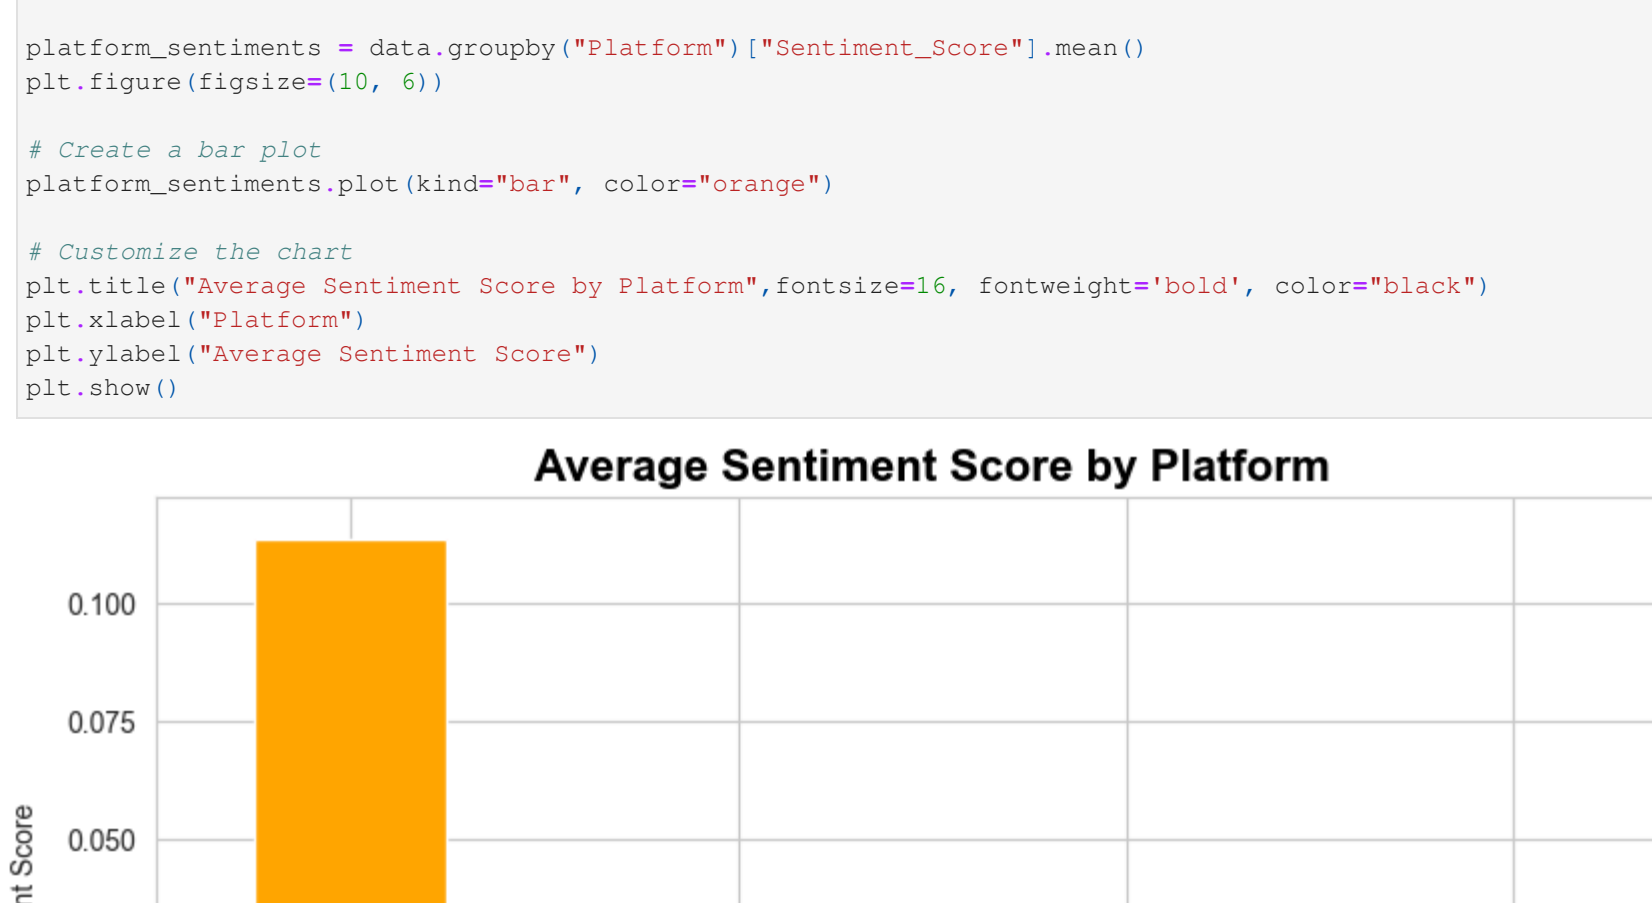 platform_sentiments = data.groupby("Platform")["Sentiment_Score"].mean()
plt.figure(figsize=(10, 6))
# Create a bar plot
platform_sentiments.plot(kind="bar", color="orange")
# Customize the chart
plt.title("Average Sentiment Score by Platform",fontsize=16, fontweight='bold', color="black")
plt.xlabel("Platform")
plt.ylabel("Average Sentiment Score")
plt.show()
Average Sentiment Score by Platform
0.100
0.075
0.050
Score